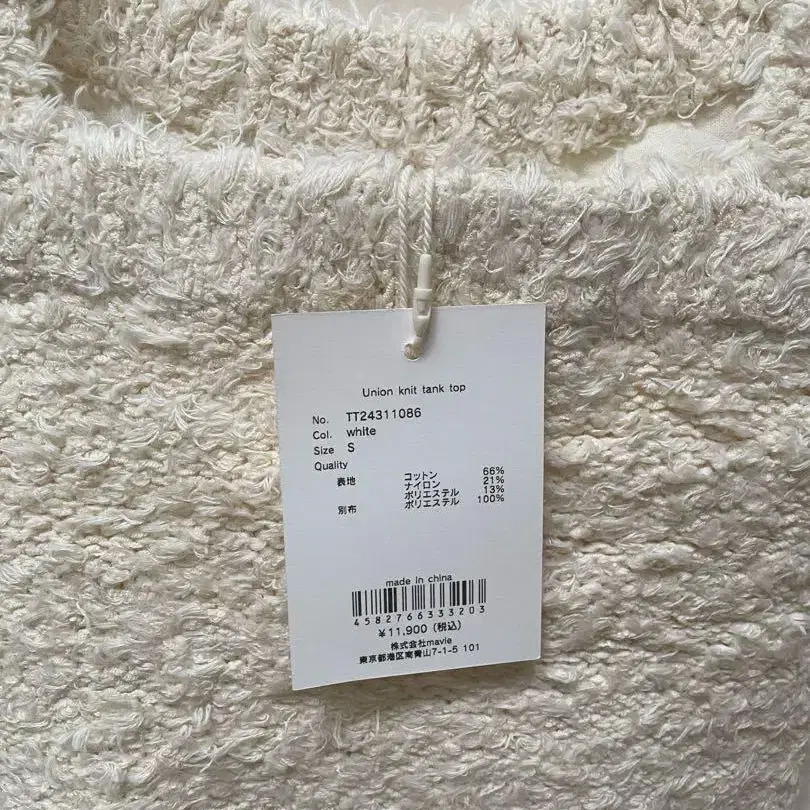 Union knit tank top
No. TT24311086
Col. white
Size S
Quality
表地 コットン 66%
ナイロン 21%
ポリエステル 13%
別布 ポリエステル 100%
made in china
4582766333203
¥11,900 (税込)
株式会社mavie
東京都港区南青山7-1-5 101